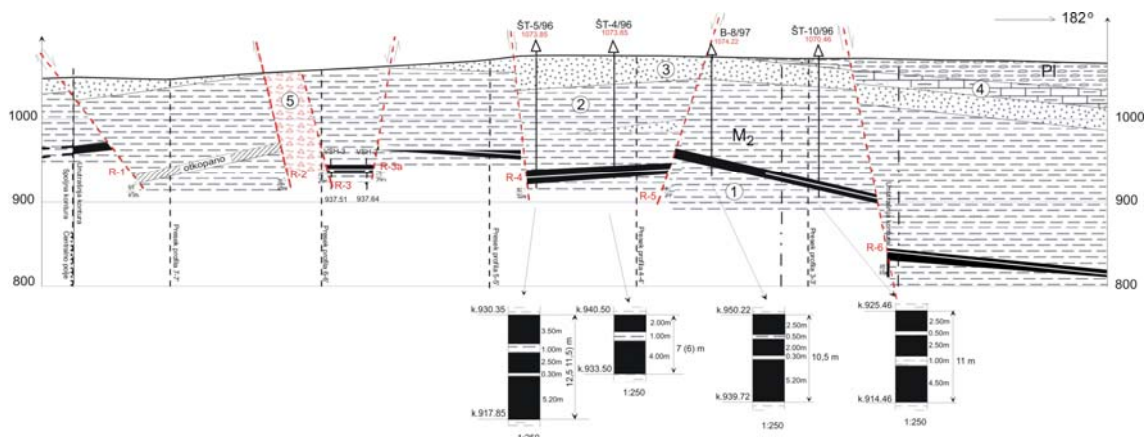 182°
ŠT-5/96
1073.85
ŠT-4/96
1073.65
B-8/97
1074.22
ŠT-10/96
1070.46
Pl
3
4
5
2
1000
1000
M2
otkopano
R-1
R-2
R-3a
R-4
R-3
R-5
1
937.51
937.64
900
900
R-6
800
800
Centralno polje
Presek profila 7-7'
Presek profila 6-6'
Presek profila 5-5'
Presek profila 4-4'
Presek profila 3-3'
k.930.35
3.50m
1.00m
2.50m
0.30m
5.20m
12,5 11,5) m
k.917.85
1:250
k.940.50
2.00m
1.00m
4.00m
7 (6) m
k.933.50
1:250
k.950.22
2.50m
0.50m
2.00m
0.30m
5.20m
10,5 m
k.939.72
1:250
k.925.46
2.50m
0.50m
2.50m
1.00m
4.50m
11 m
k.914.46
1:250